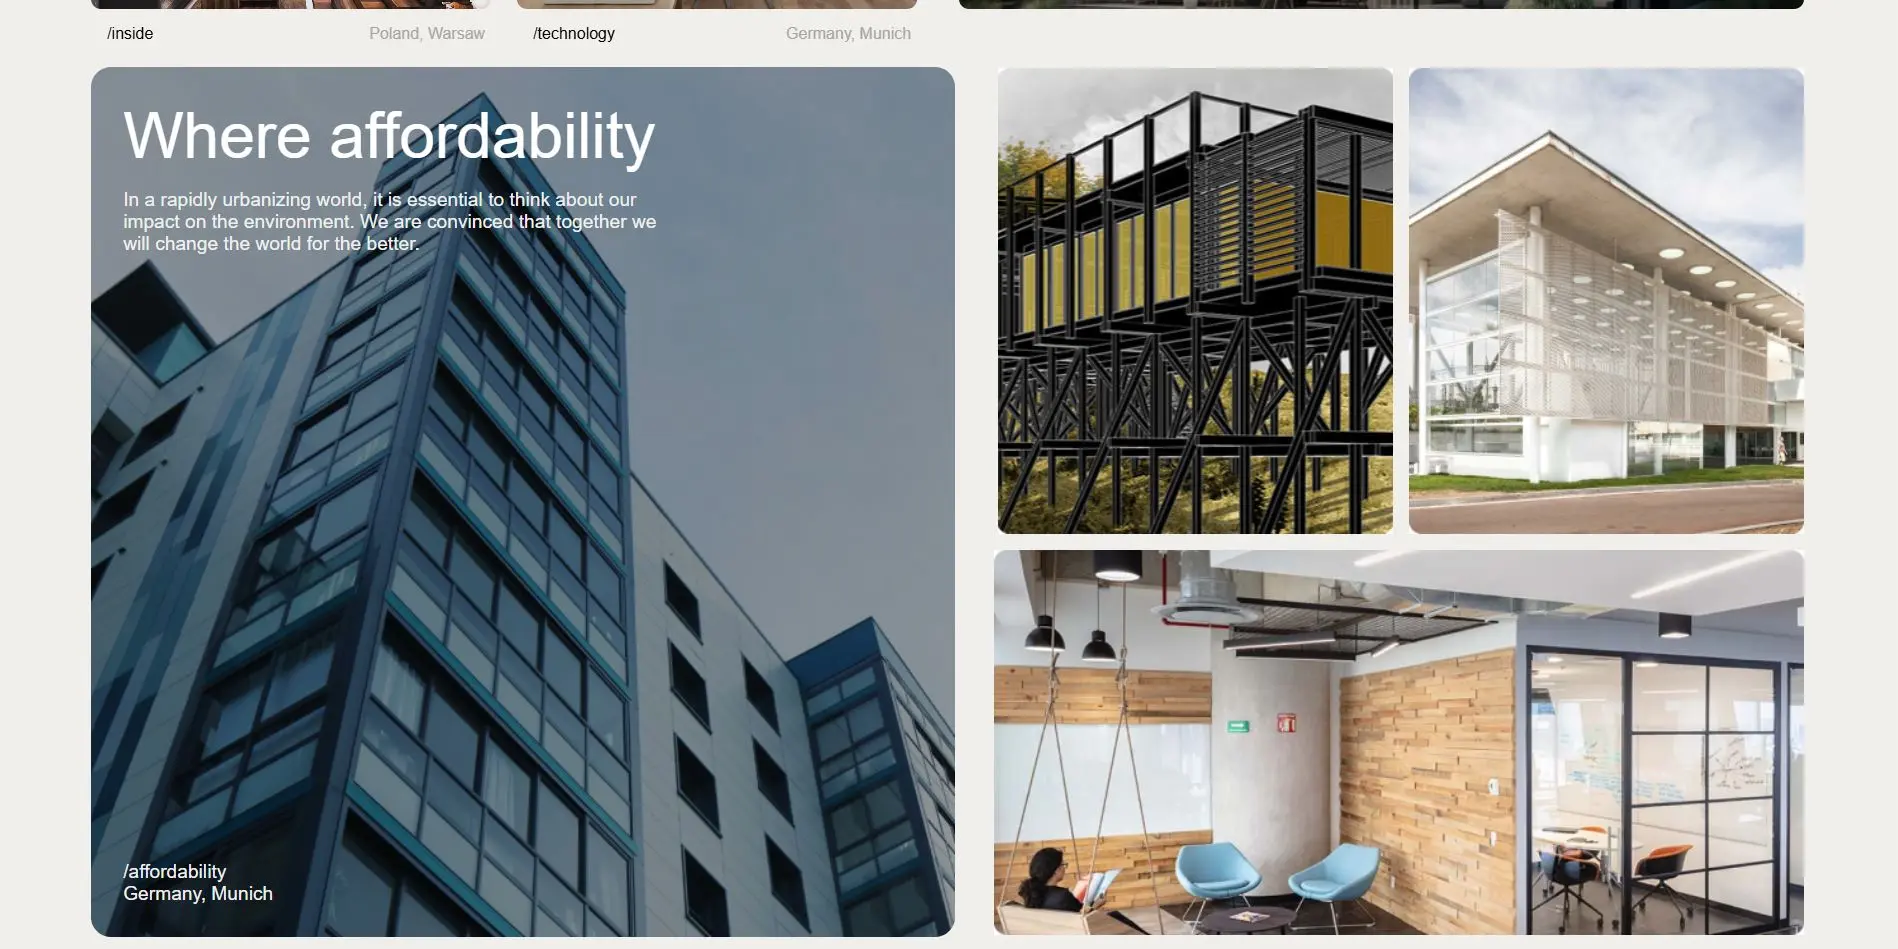 /inside
Poland, Warsaw
/technology
Germany, Munich
Where affordability
In a rapidly urbanizing world, it is essential to think about our
impact on the environment. We are convinced that together we
will change the world for the better.
/affordability
Germany, Munich